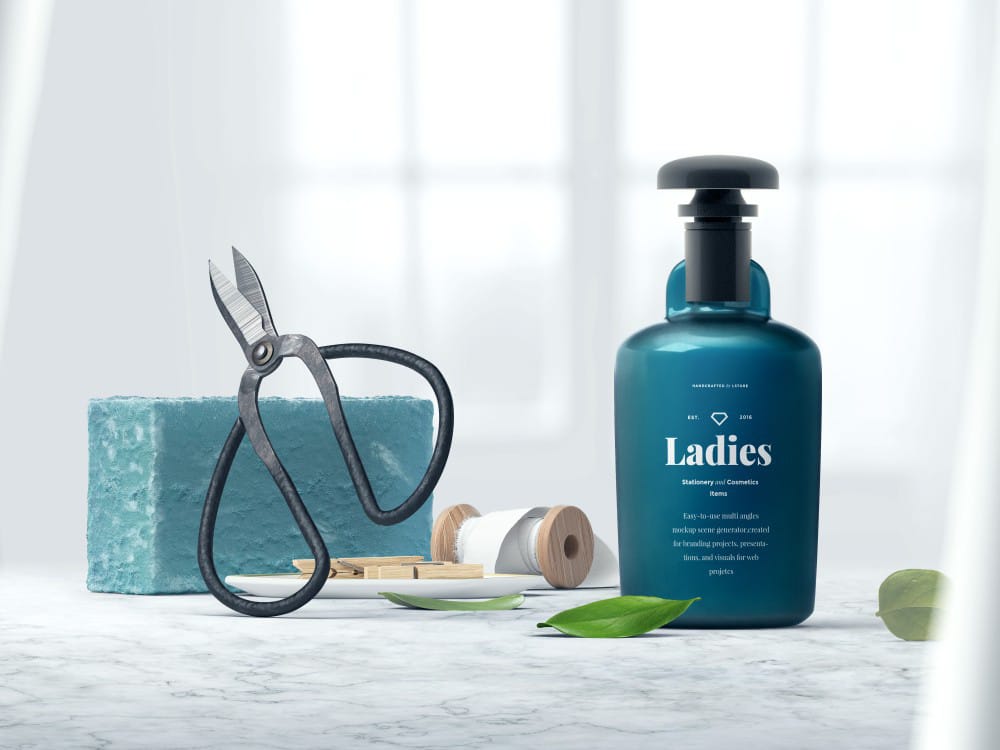 HANDCRAFTED by LSTORE
EST. 2016
Ladies
Stationery and Cosmetics
items
Easy-to-use multi angles
mockup scene generator,created
for branding projects, presenta-
tions, and visuals for web
projetcs